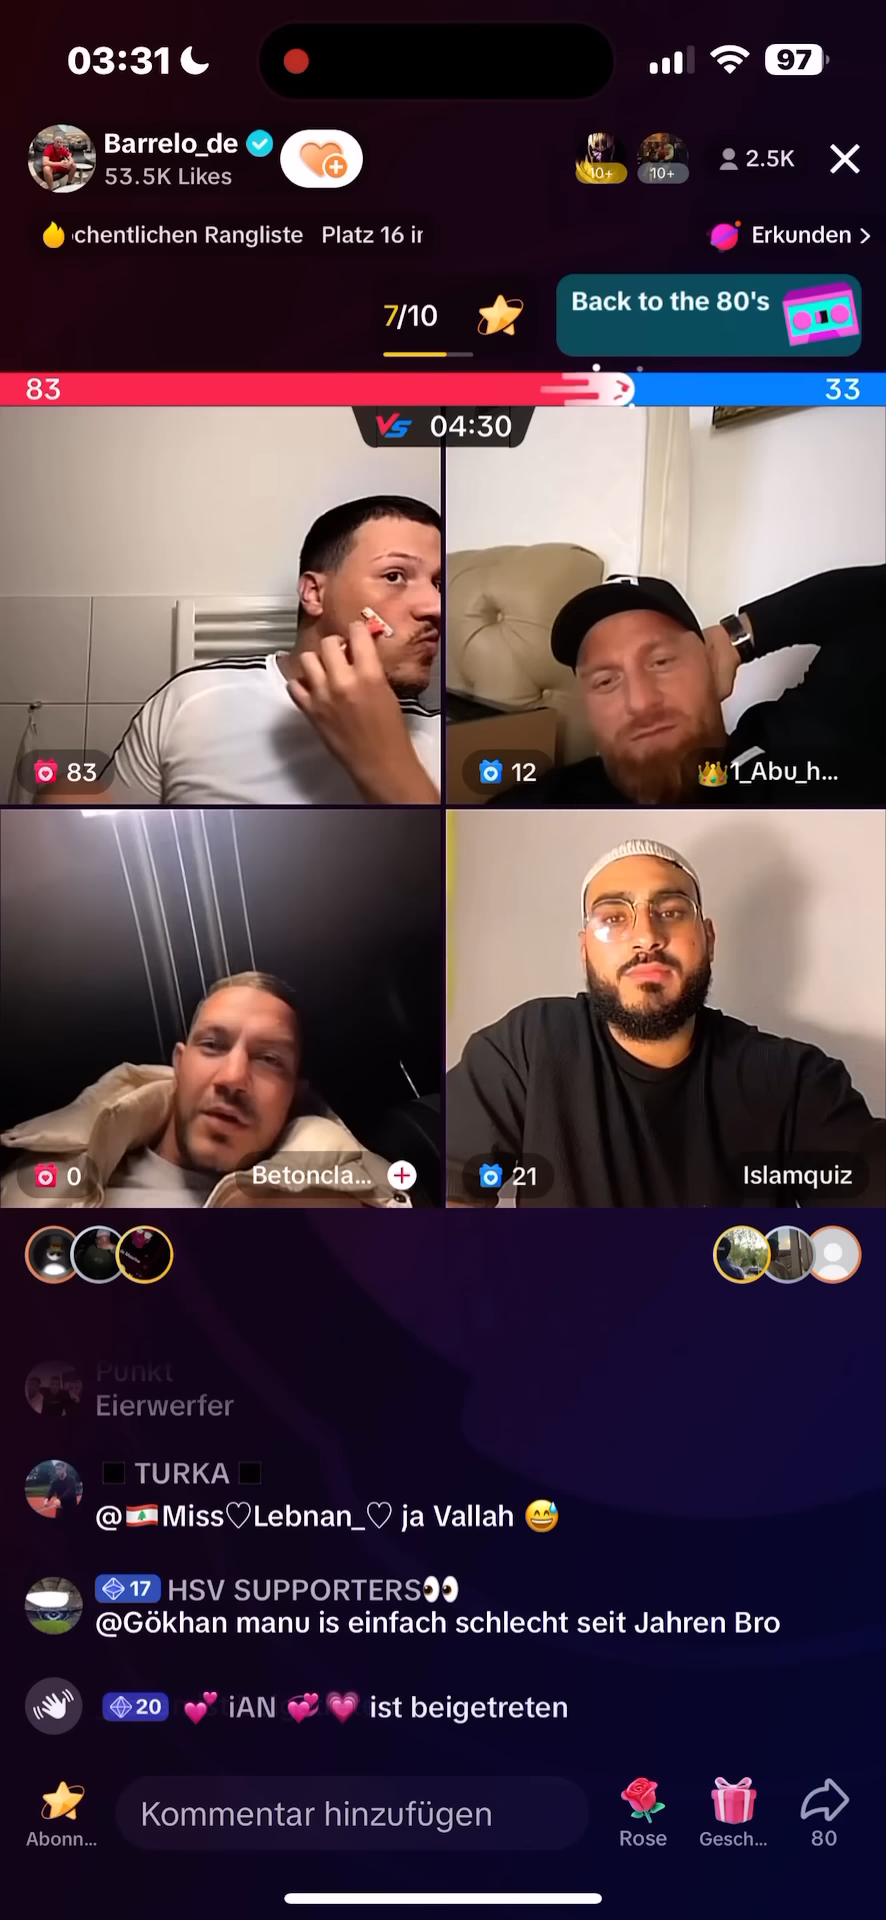 03:31
97
Barrelo_de
53.5K Likes
10+
10+
2.5K
chentlichen Rangliste Platz 16 in
Erkunden >
7/10
Back to the 80's
83
33
VS 04:30
83
12
👑1_Abu_h...
0
Betoncla...
21
Islamquiz
Punkt
Eierwerfer
◼ TURKA ◼
@🇱🇧Miss♡Lebnan_♡ ja Vallah 😅
17 HSV SUPPORTERS👀
@Gökhan manu is einfach schlecht seit Jahren Bro
20 💕 iAN 💞💗 ist beigetreten
Abonn...
Kommentar hinzufügen
Rose
Gesch...
80